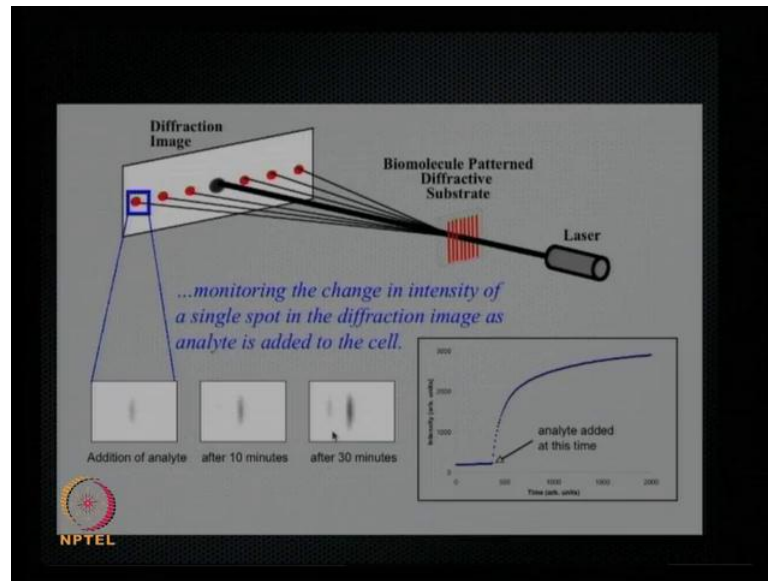 Diffraction
Image
Biomolecule Patterned
Diffractive
Substrate
Laser
...monitoring the change in intensity of
a single spot in the diffraction image as
analyte is added to the cell.
Addition of analyte
after 10 minutes
after 30 minutes
Intensity (arb. units)
3000
2000
1000
0
analyte added
at this time
0 500 1000 1500 2000
Time (arb. units)
NPTEL